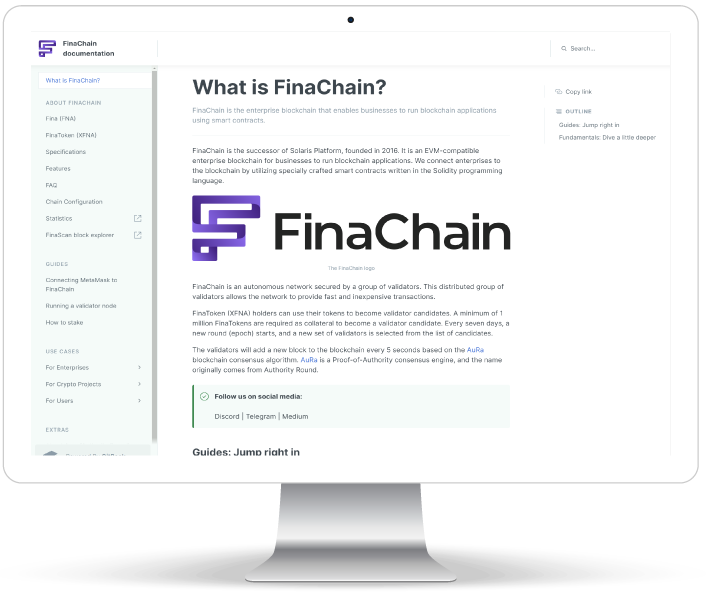 FinaChain
documentation
Search...
What is FinaChain?
ABOUT FINACHAIN
Fina (FNA)
FinaToken (XFNA)
Specifications
Features
FAQ
Chain Configuration
Statistics
FinaScan block explorer
GUIDES
Connecting MetaMask to
FinaChain
Running a validator node
How to stake
USE CASES
For Enterprises
For Crypto Projects
For Users
EXTRAS
What is FinaChain?
FinaChain is the enterprise blockchain that enables businesses to run blockchain applications
using smart contracts.
FinaChain is the successor of Solaris Platform, founded in 2016. It is an EVM-compatible
enterprise blockchain for businesses to run blockchain applications. We connect enterprises to
the blockchain by utilizing specially crafted smart contracts written in the Solidity programming
language.
FinaChain
The FinaChain logo
FinaChain is an autonomous network secured by a group of validators. This distributed group of
validators allows the network to provide fast and inexpensive transactions.
FinaToken (XFNA) holders can use their tokens to become validator candidates. A minimum of 1
million FinaTokens are required as collateral to become a validator candidate. Every seven days, a
new round (epoch) starts, and a new set of validators is selected from the list of candidates.
The validators will add a new block to the blockchain every 5 seconds based on the AuRa
blockchain consensus algorithm. AuRa is a Proof-of-Authority consensus engine, and the name
originally comes from Authority Round.
Follow us on social media:
Discord | Telegram | Medium
Guides: Jump right in
Copy link
OUTLINE
Guides: Jump right in
Fundamentals: Dive a little deeper